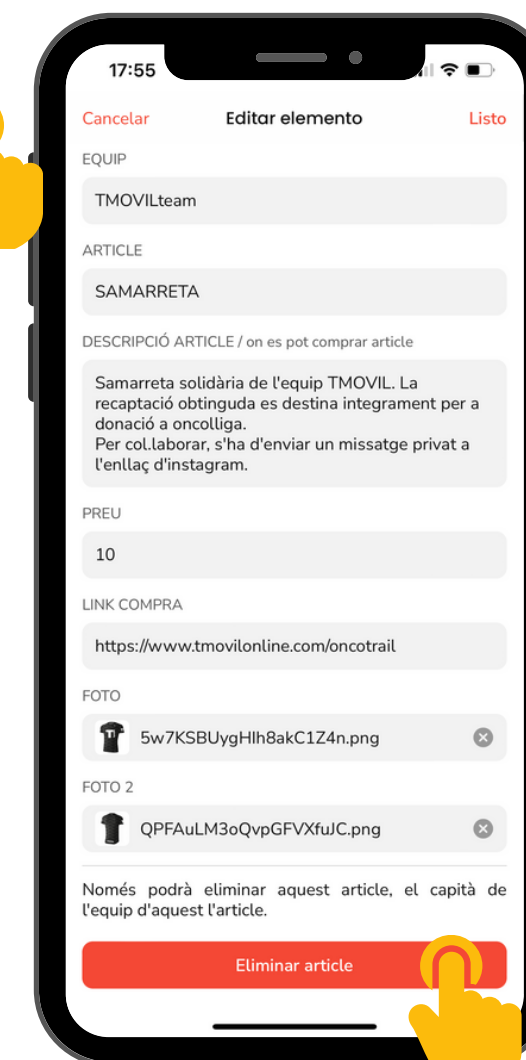 17:55
Cancelar Editar elemento Listo
EQUIP
TMOVILteam
ARTICLE
SAMARRETA
DESCRIPCIÓ ARTICLE / on es pot comprar article
Samarreta solidària de l'equip TMOVIL. La
recaptació obtinguda es destina integrament per a
donació a oncolliga.
Per col.laborar, s'ha d'enviar un missatge privat a
l'enllaç d'instagram.
PREU
10
LINK COMPRA
https://www.tmovilonline.com/oncotrail
FOTO
5w7KSBUygHIh8akC1Z4n.png
FOTO 2
QPFAuLM3oQvpGFVXfuJC.png
Només podrà eliminar aquest article, el capità de
l'equip d'aquest l'article.
Eliminar article